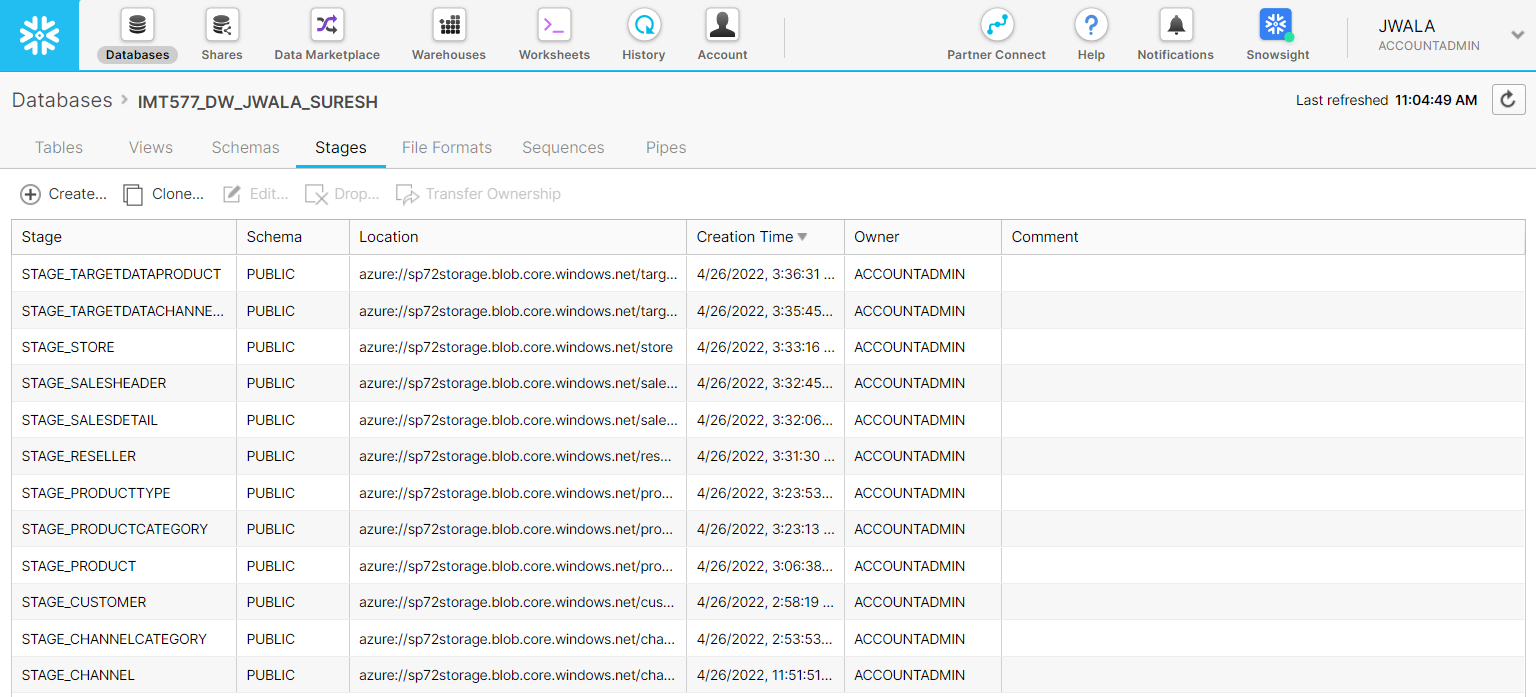 Databases Shares Data Marketplace Warehouses Worksheets History Account Partner Connect Help Notifications Snowsight
JWALA
ACCOUNTADMIN
Databases > IMT577_DW_JWALA_SURESH Last refreshed 11:04:49 AM
Tables Views Schemas Stages File Formats Sequences Pipes
Create... Clone... Edit... Drop... Transfer Ownership
Stage Schema Location Creation Time Owner Comment
STAGE_TARGETDATAPRODUCT PUBLIC azure://sp72storage.blob.core.windows.net/targ... 4/26/2022, 3:36:31 ... ACCOUNTADMIN
STAGE_TARGETDATACHANNE... PUBLIC azure://sp72storage.blob.core.windows.net/targ... 4/26/2022, 3:35:45... ACCOUNTADMIN
STAGE_STORE PUBLIC azure://sp72storage.blob.core.windows.net/store 4/26/2022, 3:33:16 ... ACCOUNTADMIN
STAGE_SALESHEADER PUBLIC azure://sp72storage.blob.core.windows.net/sale... 4/26/2022, 3:32:45... ACCOUNTADMIN
STAGE_SALESDETAIL PUBLIC azure://sp72storage.blob.core.windows.net/sale... 4/26/2022, 3:32:06... ACCOUNTADMIN
STAGE_RESELLER PUBLIC azure://sp72storage.blob.core.windows.net/res... 4/26/2022, 3:31:30 ... ACCOUNTADMIN
STAGE_PRODUCTTYPE PUBLIC azure://sp72storage.blob.core.windows.net/pro... 4/26/2022, 3:23:53... ACCOUNTADMIN
STAGE_PRODUCTCATEGORY PUBLIC azure://sp72storage.blob.core.windows.net/pro... 4/26/2022, 3:23:13 ... ACCOUNTADMIN
STAGE_PRODUCT PUBLIC azure://sp72storage.blob.core.windows.net/pro... 4/26/2022, 3:06:38... ACCOUNTADMIN
STAGE_CUSTOMER PUBLIC azure://sp72storage.blob.core.windows.net/cus... 4/26/2022, 2:58:19 ... ACCOUNTADMIN
STAGE_CHANNELCATEGORY PUBLIC azure://sp72storage.blob.core.windows.net/cha... 4/26/2022, 2:53:53... ACCOUNTADMIN
STAGE_CHANNEL PUBLIC azure://sp72storage.blob.core.windows.net/cha... 4/26/2022, 11:51:51... ACCOUNTADMIN